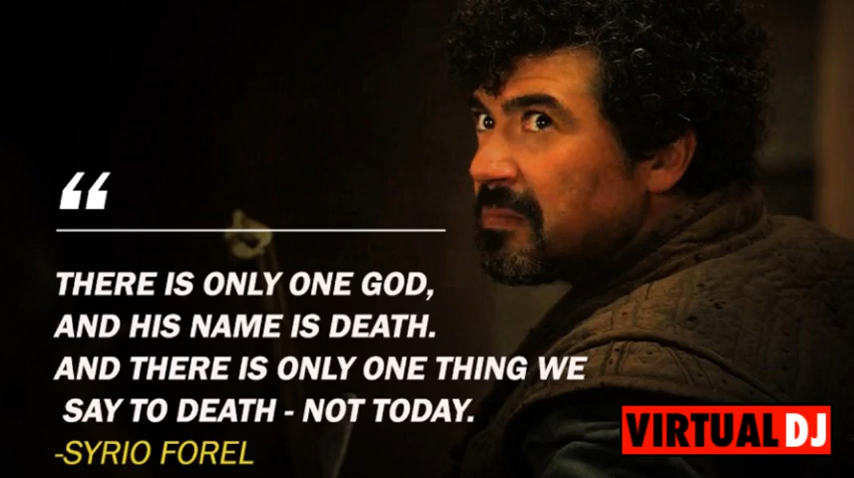 “
THERE IS ONLY ONE GOD,
AND HIS NAME IS DEATH.
AND THERE IS ONLY ONE THING WE
SAY TO DEATH - NOT TODAY.
-SYRIO FOREL
VIRTUAL DJ